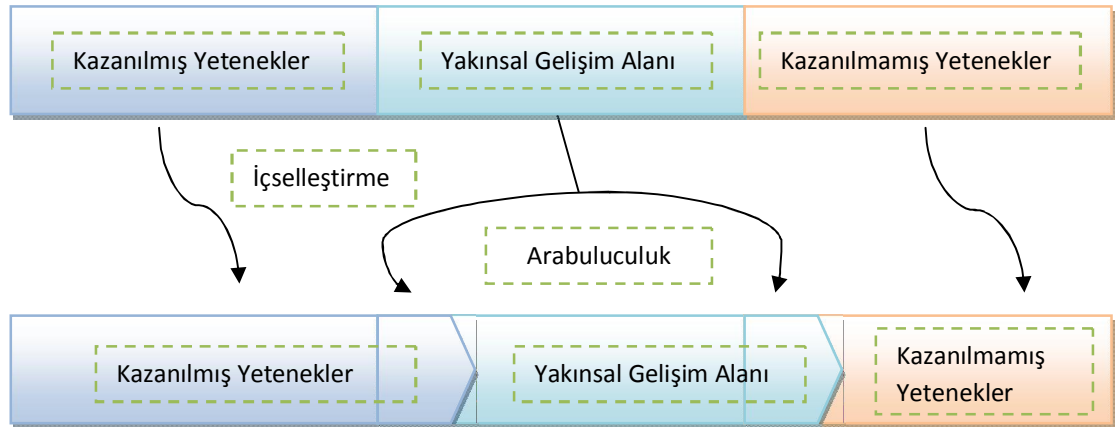 Kazanılmış Yetenekler
Yakınsal Gelişim Alanı
Kazanılmamış Yetenekler
İçselleştirme
Arabuluculuk
Kazanılmış Yetenekler
Yakınsal Gelişim Alanı
Kazanılmamış
Yetenekler